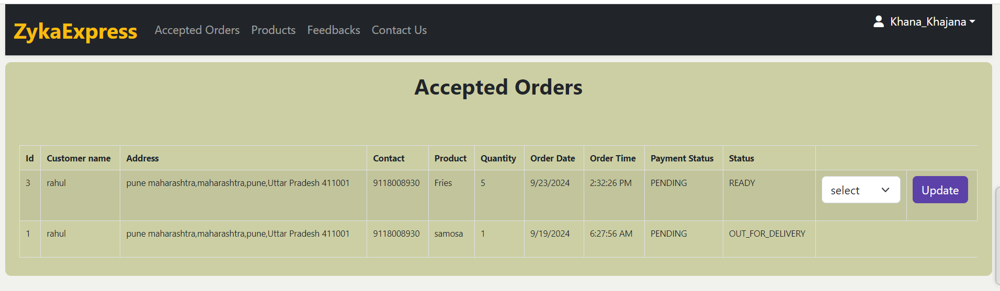 ZykaExpress Accepted Orders Products Feedbacks Contact Us Khana_Khajana
Accepted Orders
Id Customer name Address Contact Product Quantity Order Date Order Time Payment Status Status
3 rahul pune maharashtra,maharashtra,pune,Uttar Pradesh 411001 9118008930 Fries 5 9/23/2024 2:32:26 PM PENDING READY select Update
1 rahul pune maharashtra,maharashtra,pune,Uttar Pradesh 411001 9118008930 samosa 1 9/19/2024 6:27:56 AM PENDING OUT_FOR_DELIVERY